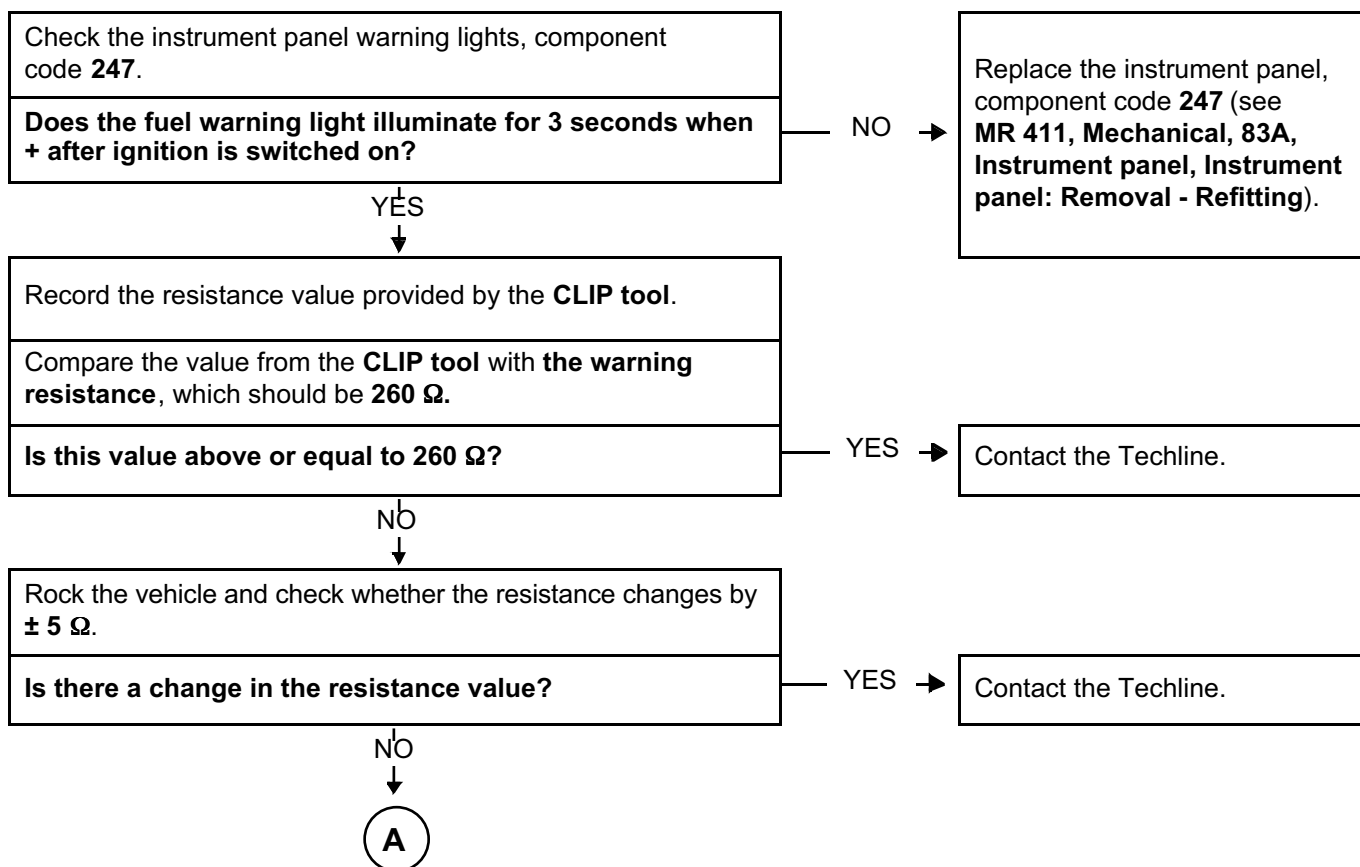 Check the instrument panel warning lights, component
code 247.
Does the fuel warning light illuminate for 3 seconds when
+ after ignition is switched on?
NO
Replace the instrument panel,
component code 247 (see
MR 411, Mechanical, 83A,
Instrument panel, Instrument
panel: Removal - Refitting).
YES
Record the resistance value provided by the CLIP tool.
Compare the value from the CLIP tool with the warning
resistance, which should be 260 Ω.
Is this value above or equal to 260 Ω?
YES
Contact the Techline.
NO
Rock the vehicle and check whether the resistance changes by
± 5 Ω.
Is there a change in the resistance value?
YES
Contact the Techline.
NO
A